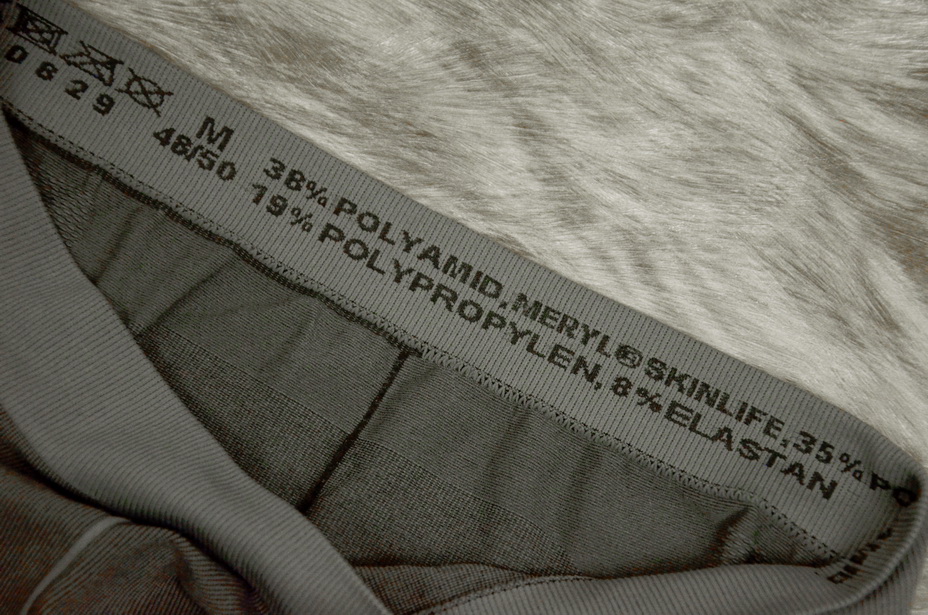 0629
M
48/50
38% POLYAMID, MERYL® SKINLIFE, 35% PO
19% POLYPROPYLEN, 8% ELASTAN